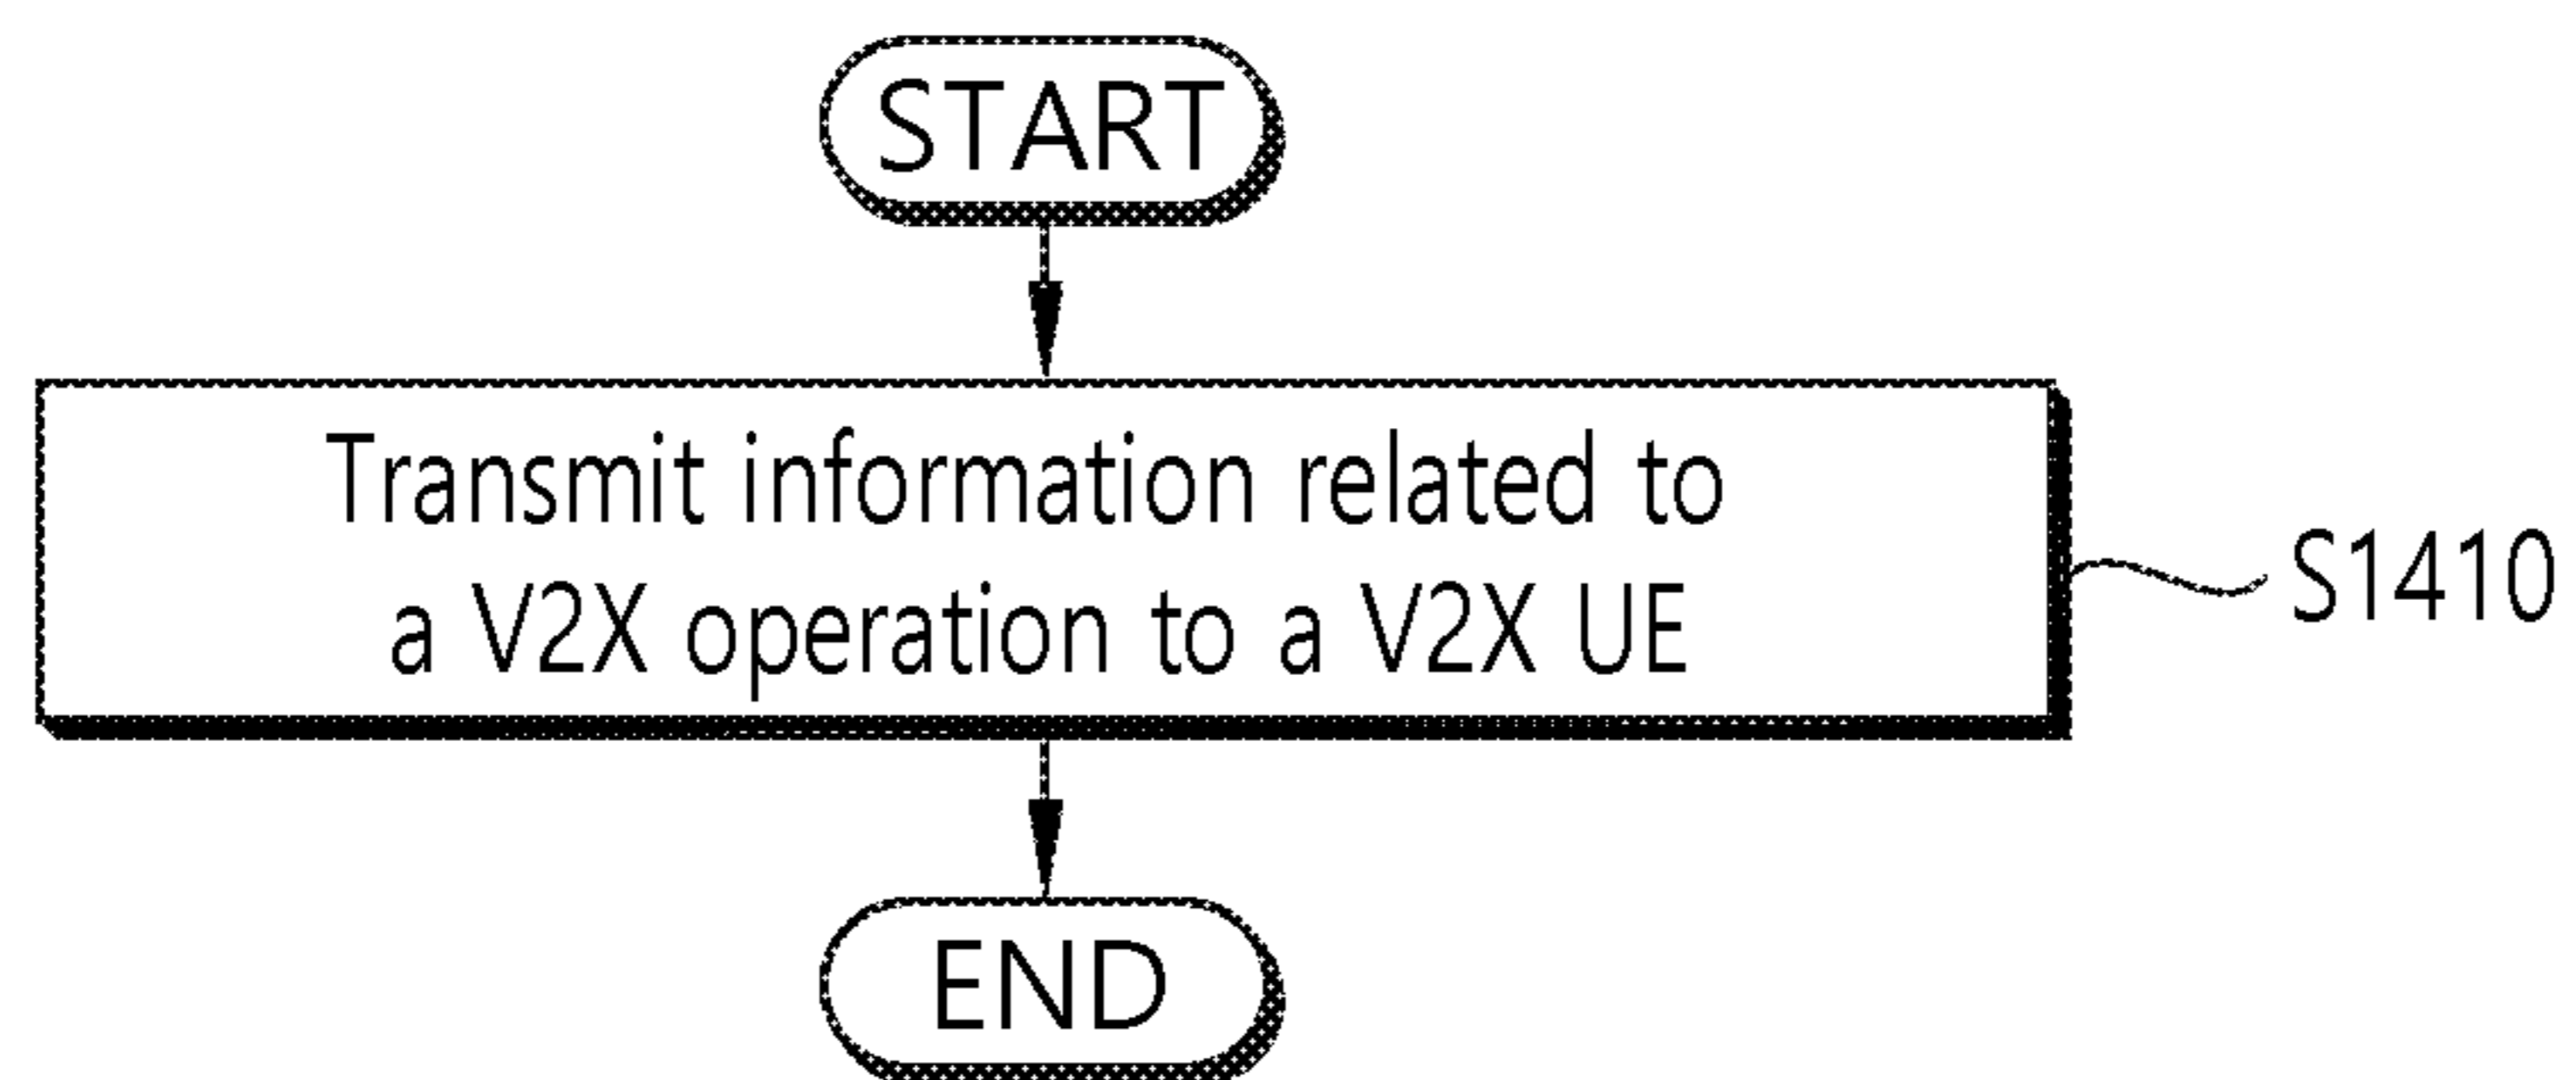 START
Transmit information related to
a V2X operation to a V2X UE
S1410
END